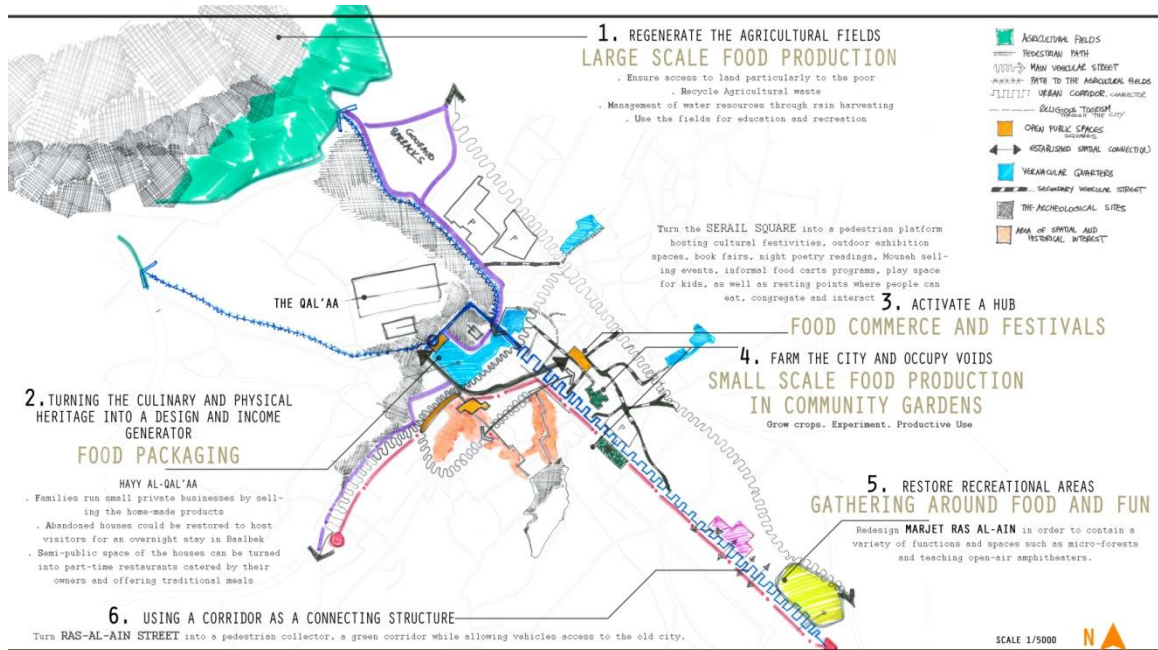 1. REGENERATE THE AGRICULTURAL FIELDS
LARGE SCALE FOOD PRODUCTION
. Ensure access to land particularly to the poor
Recycle Agricultural waste
. Management of water resources through rain harvesting
. Use the fields for education and recreation
AGRICULTURAL FIELDS
PEDESTRIAN PATH
MAIN VEHICULAR STREET
PATH TO THE AGRICULTURAL FIELDS
URBAN CORRIDOR. CONNECTOR
RELIGIOUS TOURISM
THROUGH "THE CITY"
OPEN PUBLIC SPACES
ESTABLISHED SPATIAL CONNECTION(S)
VERNACULAR QUARTERS
SECONDARY VEHICULAR STREET
THE ARCHEOLOGICAL SITES
AREA OF SPATIAL AND
HISTORICAL INTEREST
GOURAUD
BARRACKS
P
P
Turn the SERAIL SQUARE into a pedestrian platform
hosting cultural festivities, outdoor exhibition
spaces, book fairs, night poetry readings, Mouneh sell-
ing events, informal food carts programs, play space
for kids, as well as resting points where people can
eat, congregate and interact
THE QAL'AA
3. ACTIVATE A HUB
FOOD COMMERCE AND FESTIVALS
4. FARM THE CITY AND OCCUPY VOIDS
SMALL SCALE FOOD PRODUCTION
IN COMMUNITY GARDENS
Grow crops. Experiment. Productive Use
P
2. TURNING THE CULINARY AND PHYSICAL
HERITAGE INTO A DESIGN AND INCOME
GENERATOR
FOOD PACKAGING
HAYY AL-QAL'AA
. Families run small private businesses by sell-
ing the home-made products
. Abandoned houses could be restored to host
visitors for an overnight stay in Baalbek
. Semi-public space of the houses can be turned
into part-time restaurants catered by their
owners and offering traditional meals
5. RESTORE RECREATIONAL AREAS
GATHERING AROUND FOOD AND FUN
Redesign MARJET RAS AL-AIN in order to contain a
variety of functions and spaces such as micro-forests
and teaching open-air amphitheaters.
6. USING A CORRIDOR AS A CONNECTING STRUCTURE
Turn RAS-AL-AIN STREET into a pedestrian collector, a green corridor while allowing vehicles access to the old city.
SCALE 1/5000
N